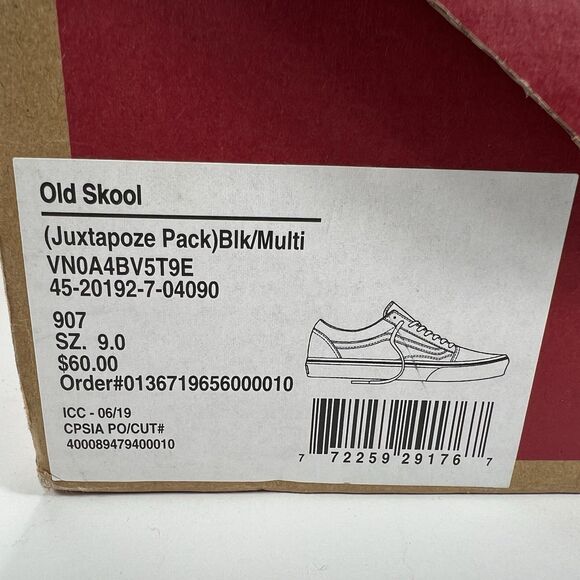 Old Skool
(Juxtapoze Pack)Blk/Multi
VN0A4BV5T9E
45-20192-7-04090
907
SZ. 9.0
$60.00
Order#0136719656000010
ICC - 06/19
CPSIA PO/CUT#
400089479400010
7 72259 29176 7